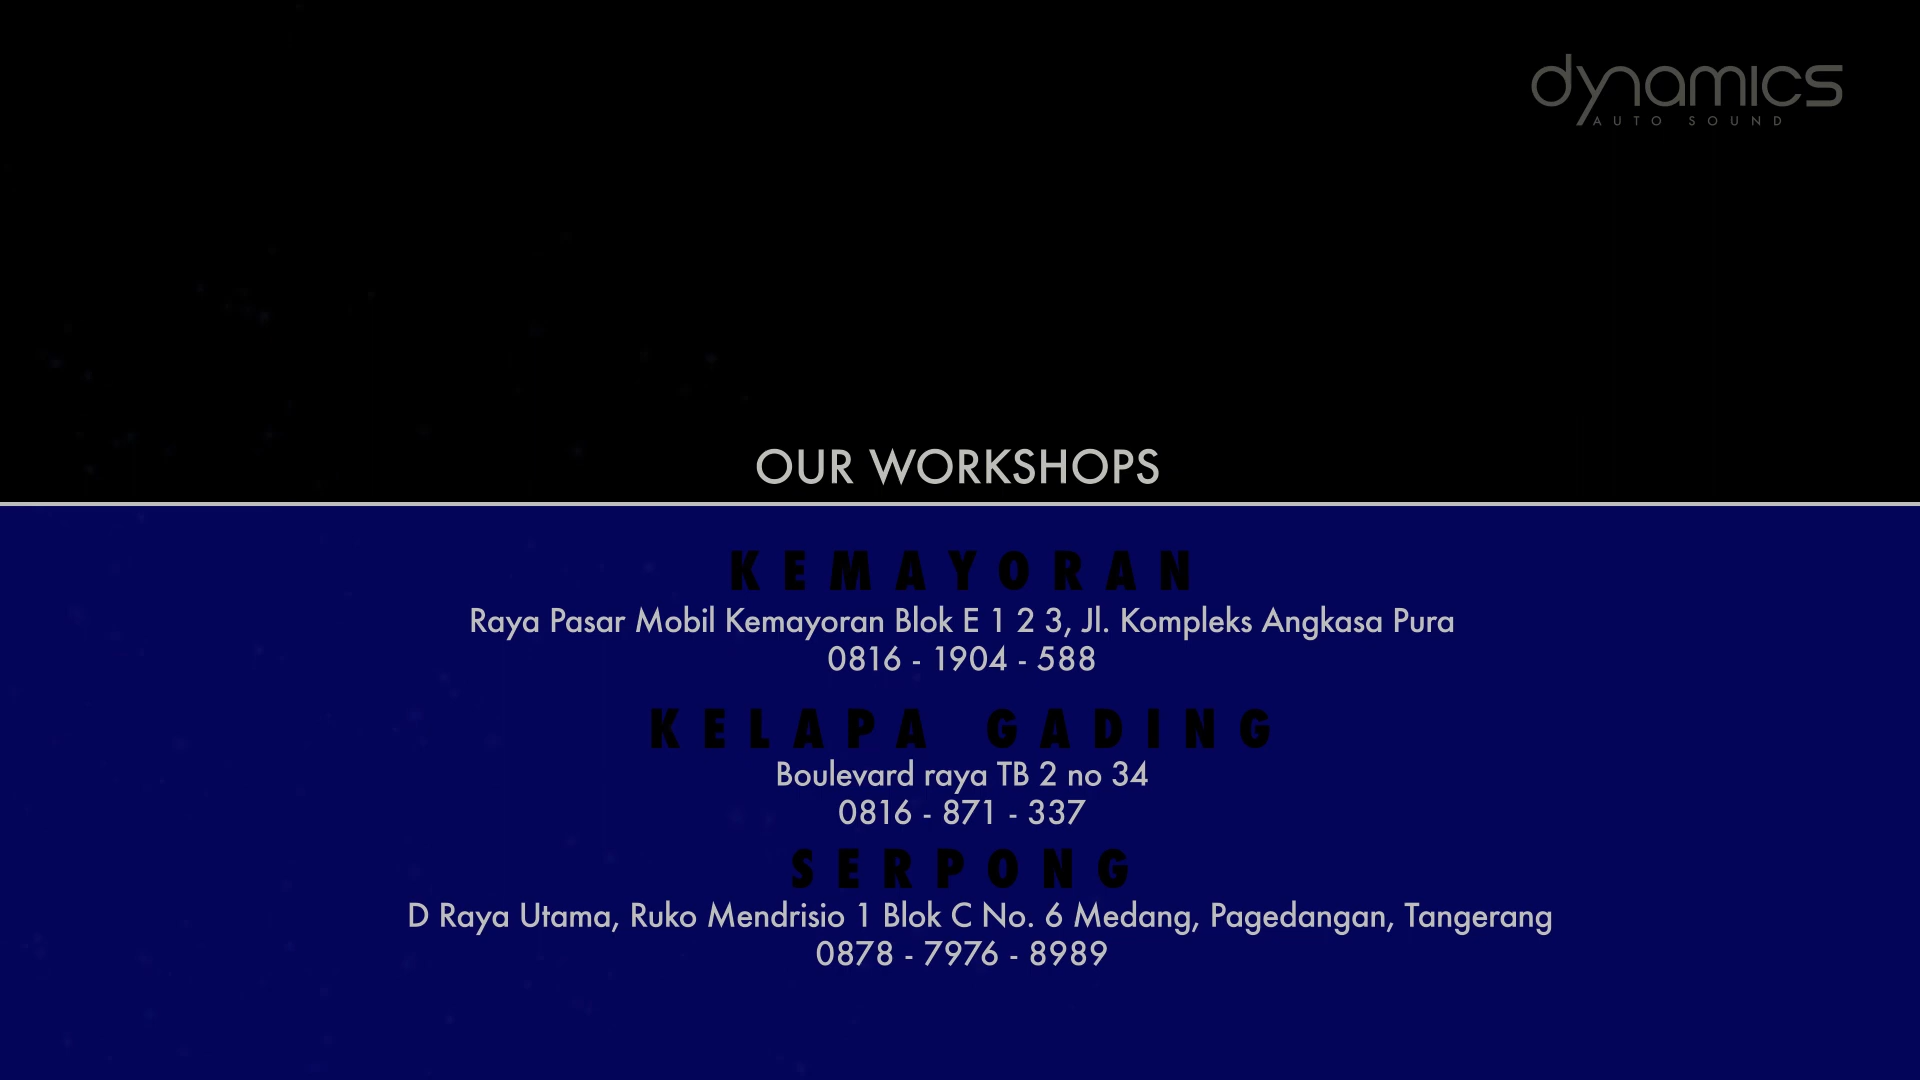 dynamics
AUTO SOUND
OUR WORKSHOPS
KEMAYORAN
Raya Pasar Mobil Kemayoran Blok E 1 2 3, Jl. Kompleks Angkasa Pura
0816 - 1904 - 588
KELAPA GADING
Boulevard raya TB 2 no 34
0816 - 871 - 337
SERPONG
D Raya Utama, Ruko Mendrisio 1 Blok C No. 6 Medang, Pagedangan, Tangerang
0878 - 7976 - 8989